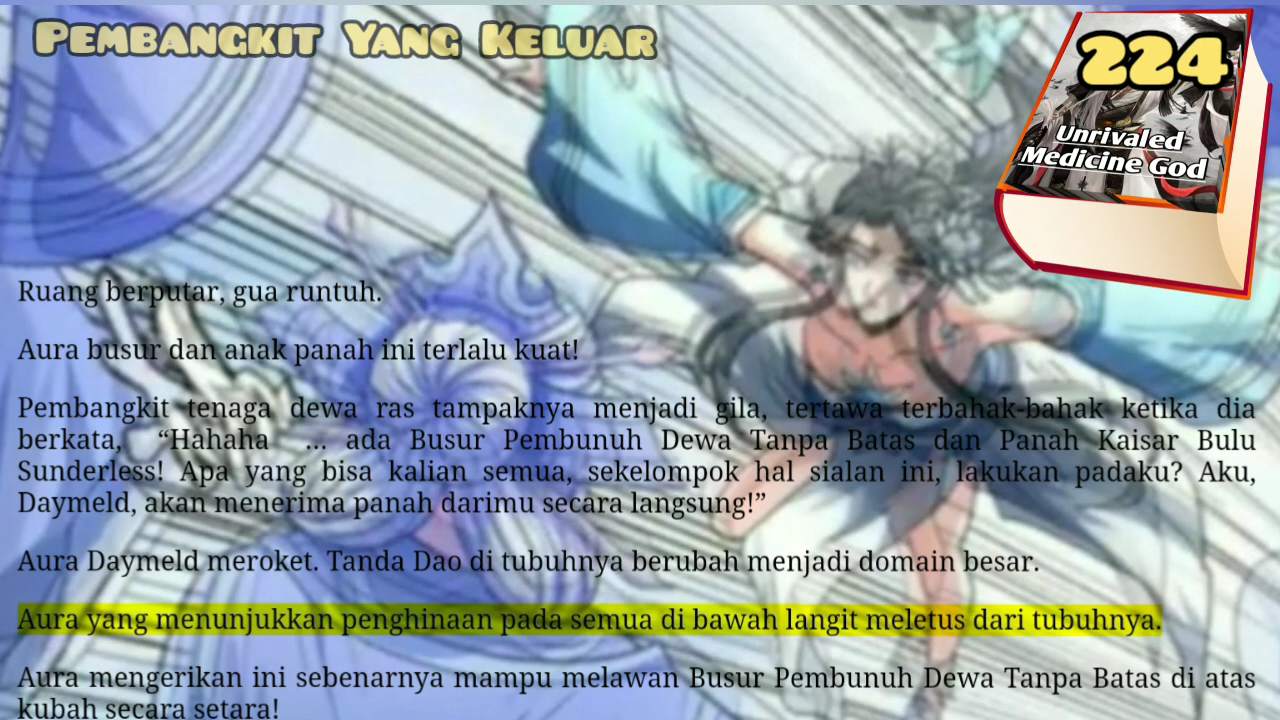 Pembangkit Yang Keluar
224
Unrivaled
Medicine God
Ruang berputar, gua runtuh.
Aura busur dan anak panah ini terlalu kuat!
Pembangkit tenaga dewa ras tampaknya menjadi gila, tertawa terbahak-bahak ketika dia
berkata, “Hahaha … ada Busur Pembunuh Dewa Tanpa Batas dan Panah Kaisar Bulu
Sunderless! Apa yang bisa kalian semua, sekelompok hal sialan ini, lakukan padaku? Aku,
Daymeld, akan menerima panah darimu secara langsung!”
Aura Daymeld meroket. Tanda Dao di tubuhnya berubah menjadi domain besar.
Aura yang menunjukkan penghinaan pada semua di bawah langit meletus dari tubuhnya.
Aura mengerikan ini sebenarnya mampu melawan Busur Pembunuh Dewa Tanpa Batas di atas
kubah secara setara!